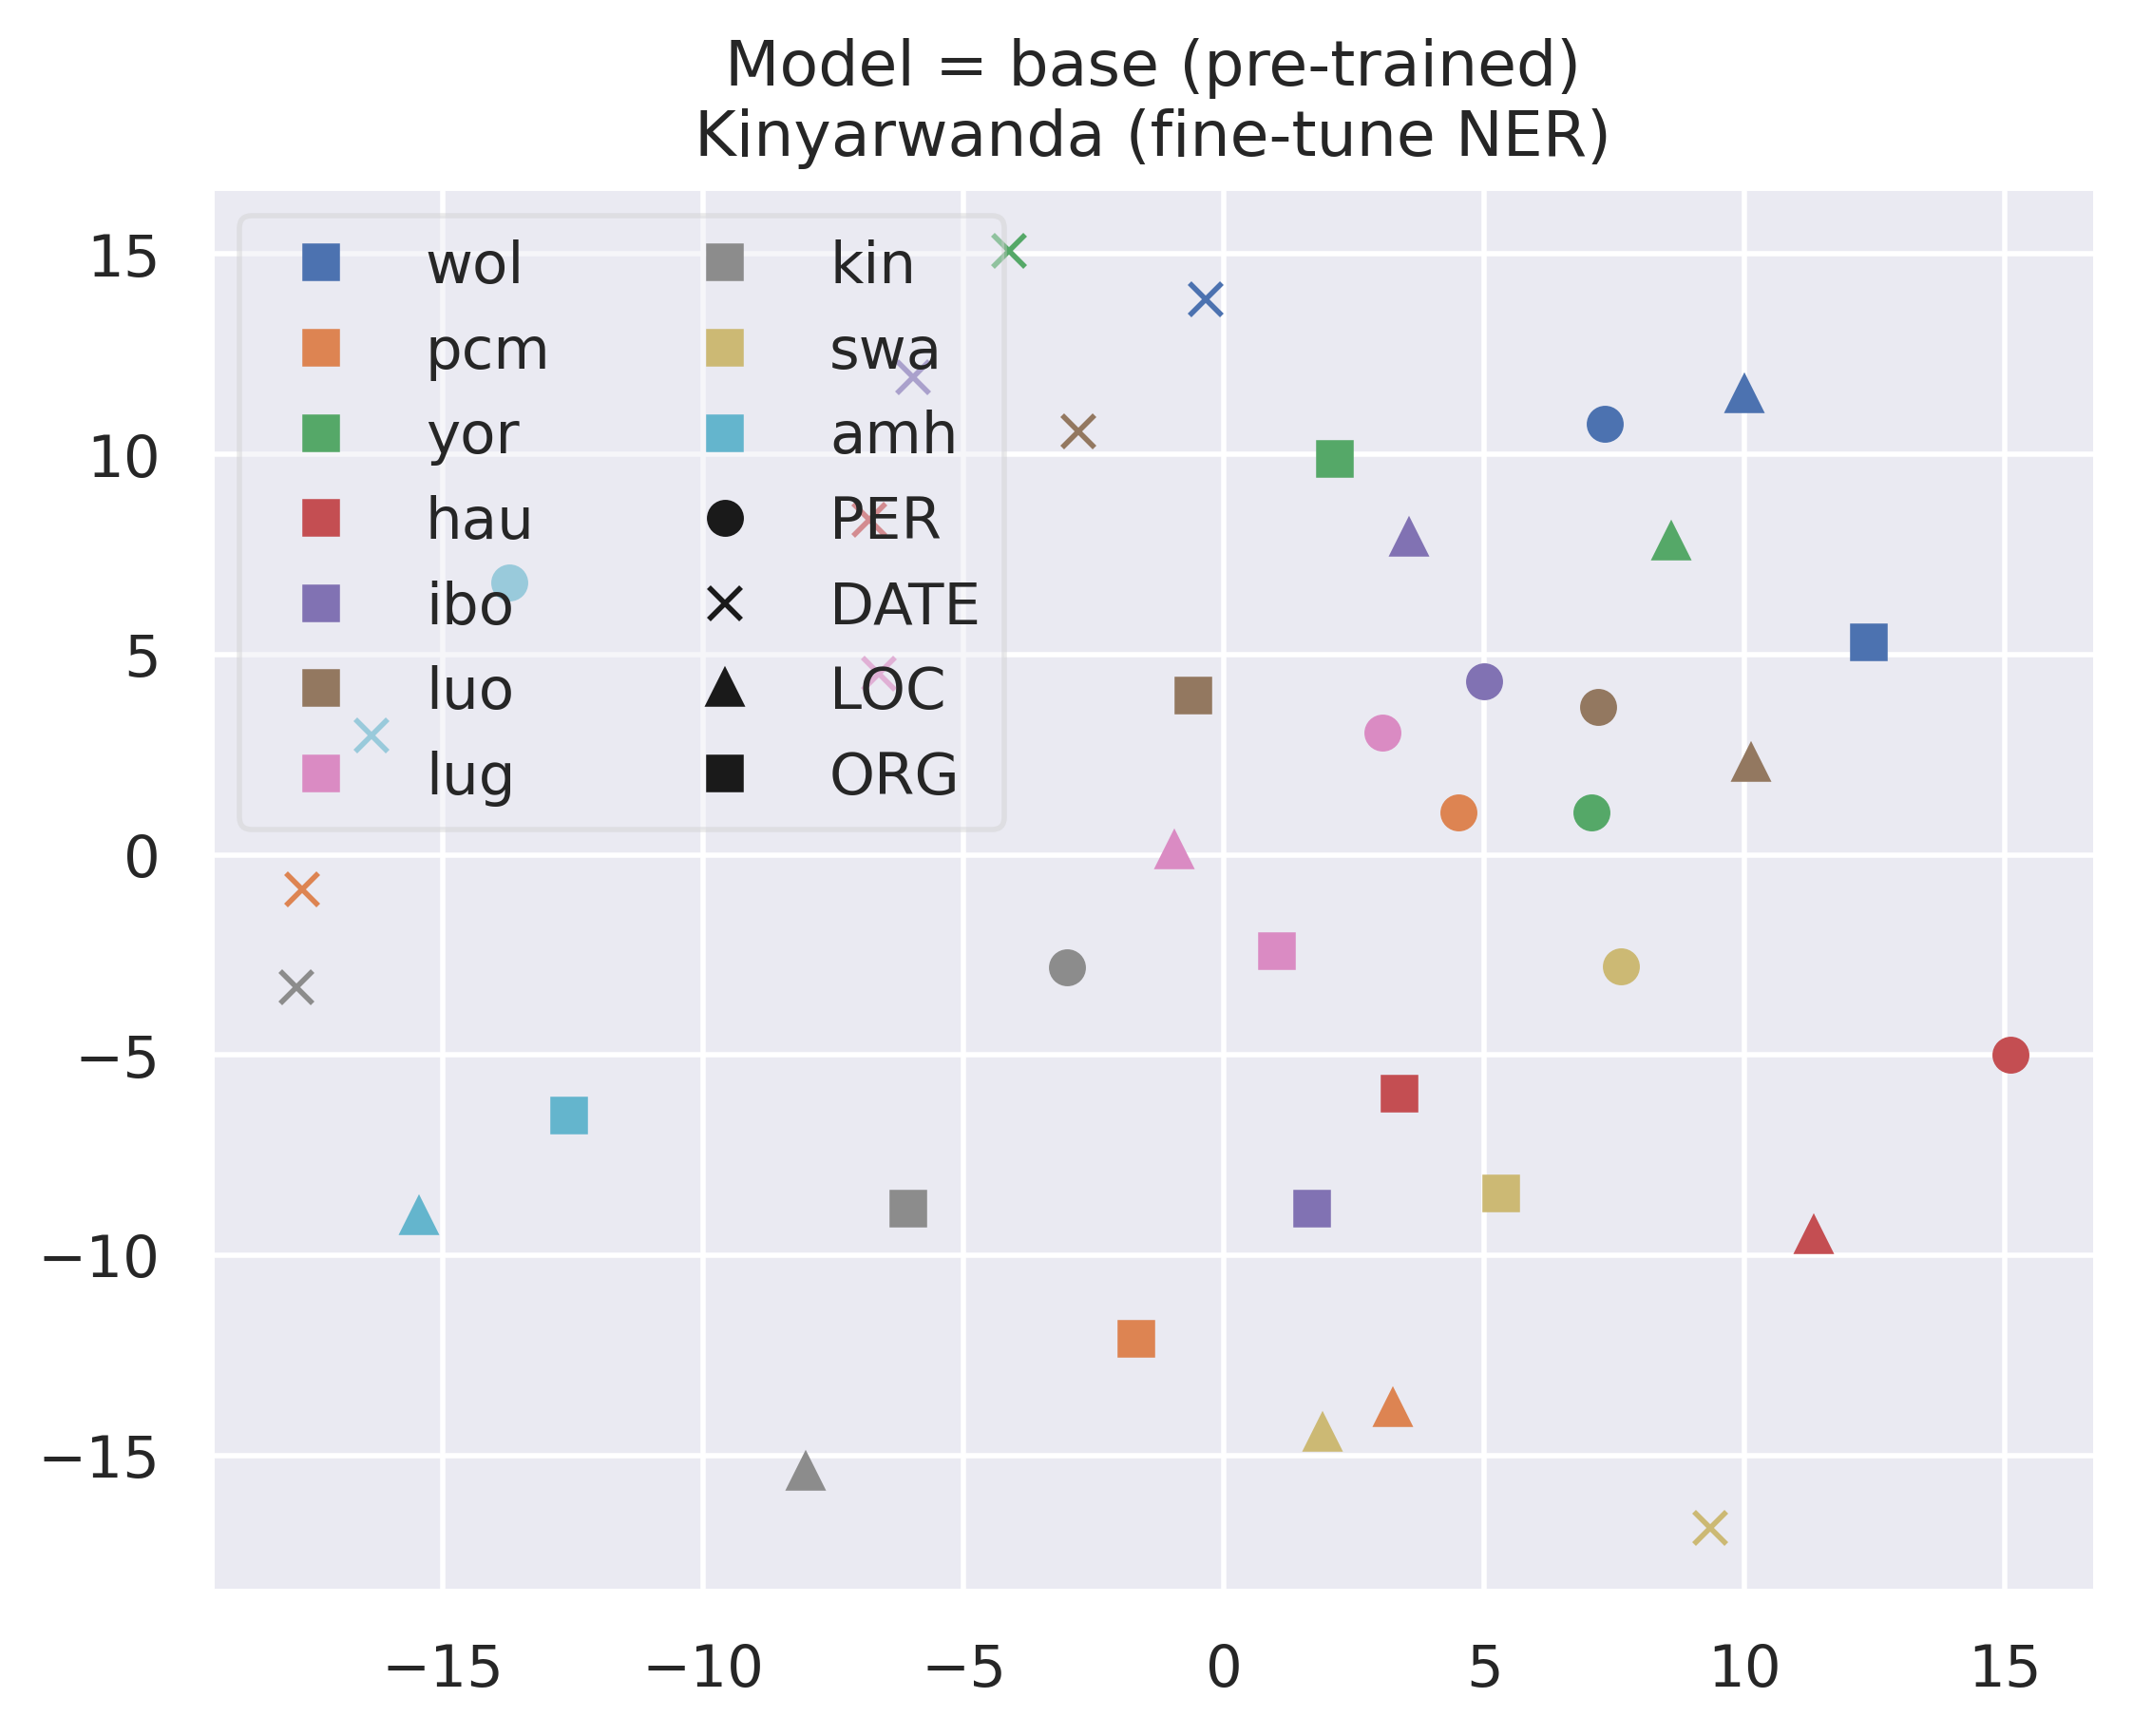 Model = base (pre-trained)
Kinyarwanda (fine-tune NER)
wol
pcm
yor
hau
ibo
luo
lug
kin
swa
amh
PER
DATE
LOC
ORG
15
10
5
0
−5
−10
−15
−15 −10 −5 0 5 10 15